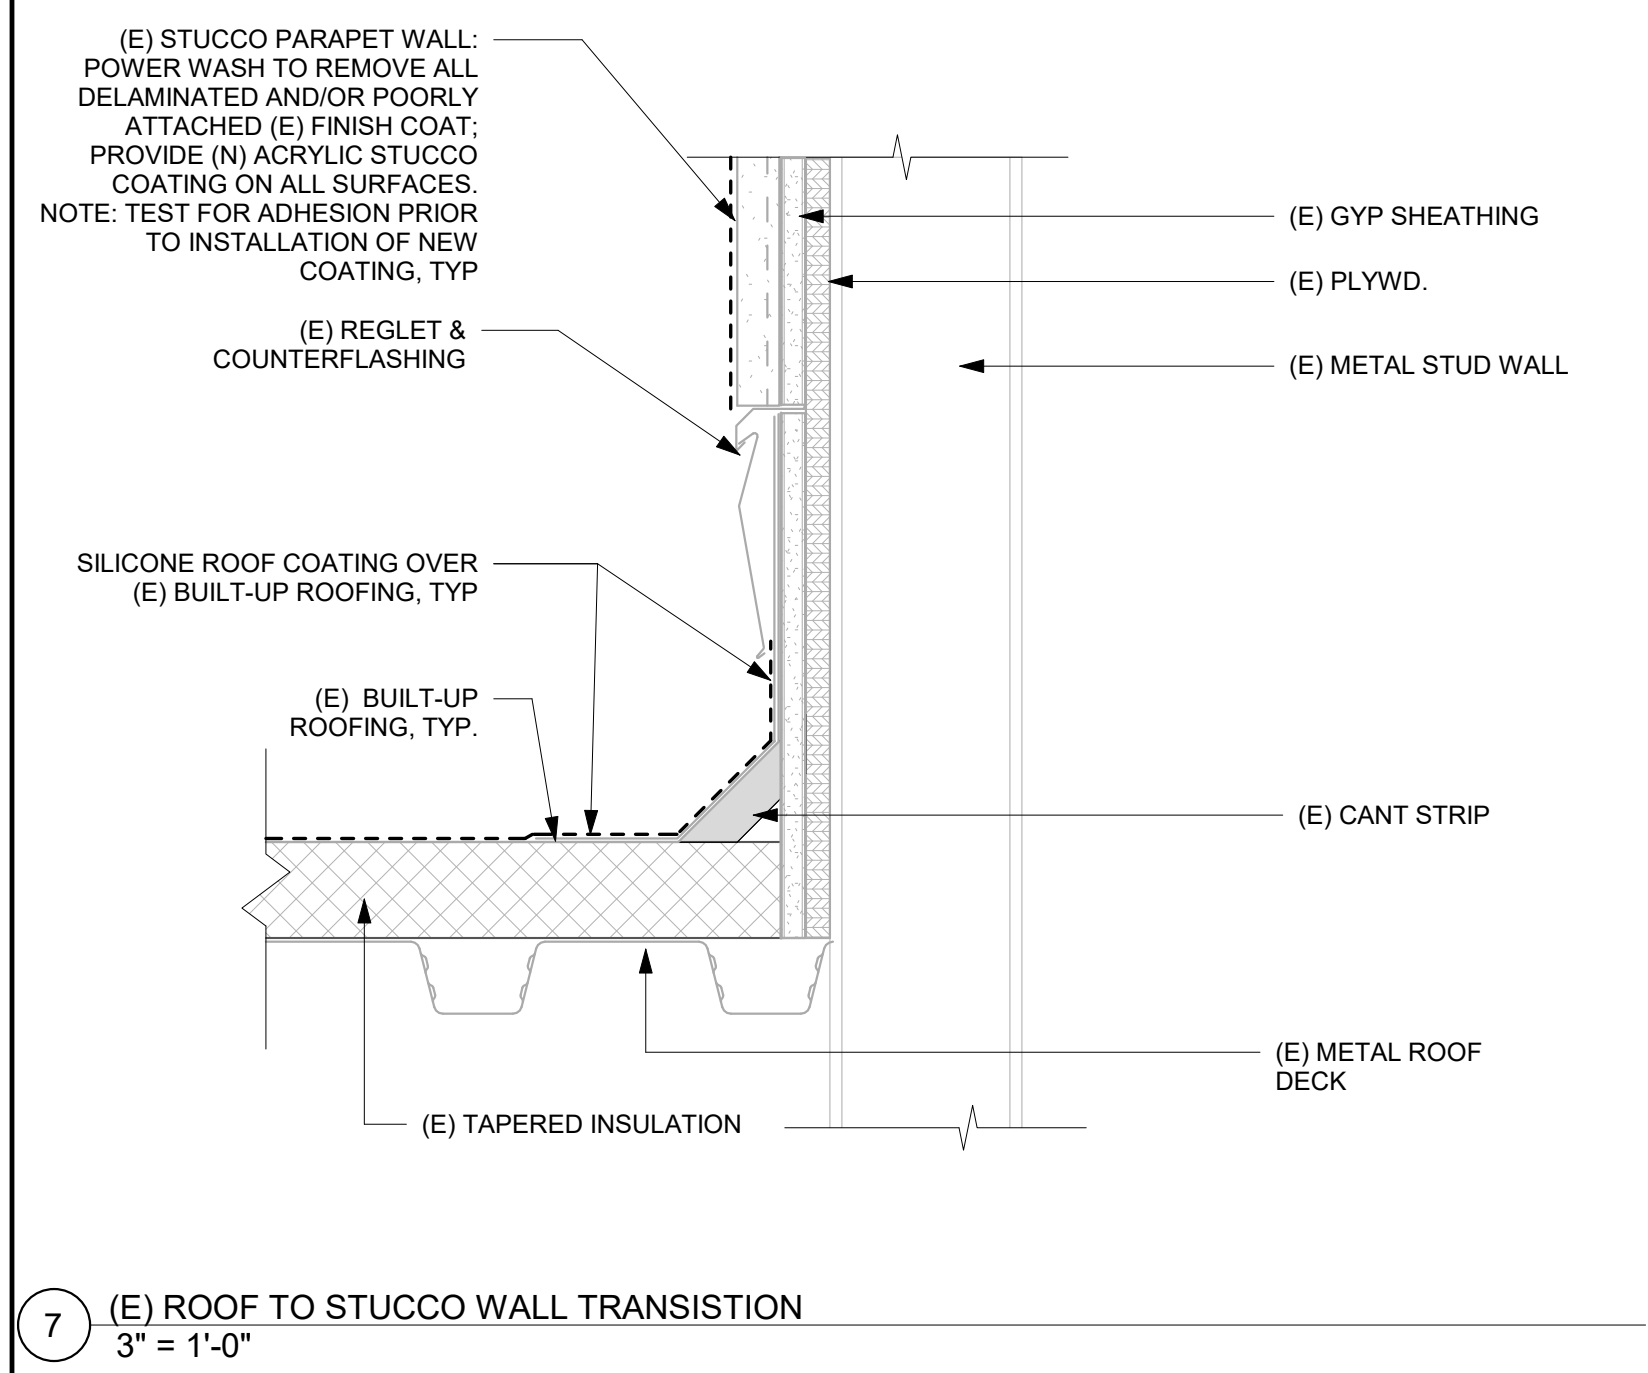 (E) STUCCO PARAPET WALL:
POWER WASH TO REMOVE ALL
DELAMINATED AND/OR POORLY
ATTACHED (E) FINISH COAT;
PROVIDE (N) ACRYLIC STUCCO
COATING ON ALL SURFACES.
NOTE: TEST FOR ADHESION PRIOR
TO INSTALLATION OF NEW
COATING, TYP
(E) REGLET &
COUNTERFLASHING
SILICONE ROOF COATING OVER
(E) BUILT-UP ROOFING, TYP
(E) BUILT-UP
ROOFING, TYP.
(E) GYP SHEATHING
(E) PLYWD.
(E) METAL STUD WALL
(E) CANT STRIP
(E) METAL ROOF
DECK
(E) TAPERED INSULATION
7
(E) ROOF TO STUCCO WALL TRANSISTION
3" = 1'-0"